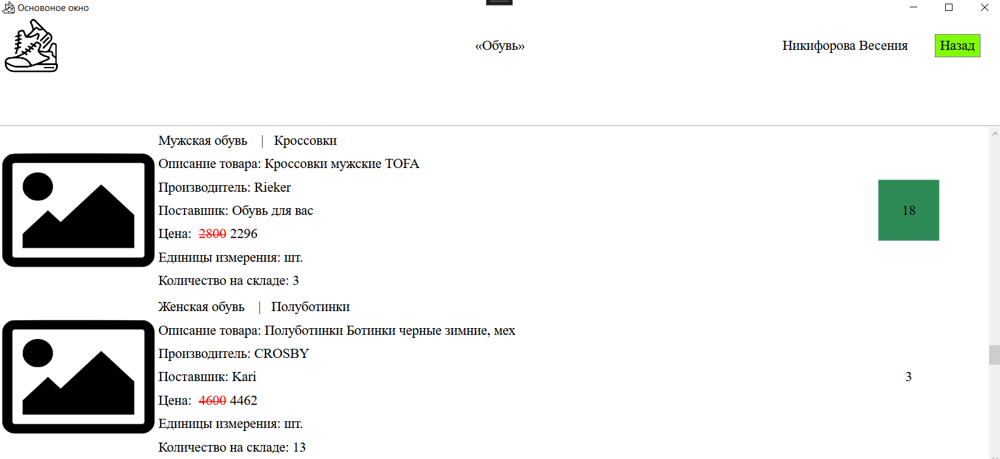 Основоное окно
«Обувь»
Никифорова Весения
Назад
Мужская обувь | Кроссовки
Описание товара: Кроссовки мужские TOFA
Производитель: Rieker
Поставшик: Обувь для вас
Цена: 2800 2296
Единицы измерения: шт.
Количество на складе: 3
18
Женская обувь | Полуботинки
Описание товара: Полуботинки Ботинки черные зимние, мех
Производитель: CROSBY
Поставшик: Kari
Цена: 4600 4462
Единицы измерения: шт.
Количество на складе: 13
3